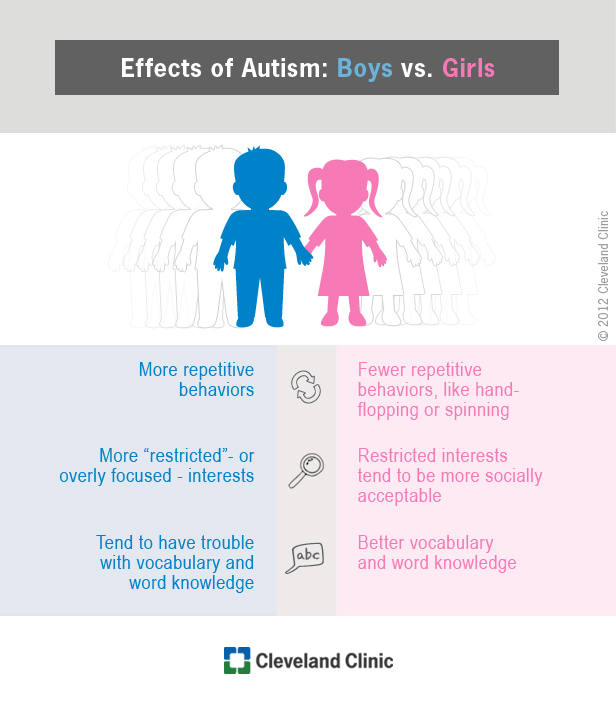 Effects of Autism: Boys vs. Girls
© 2012 Cleveland Clinic
More repetitive
behaviors
Fewer repetitive
behaviors, like hand-
flopping or spinning
More “restricted”- or
overly focused - interests
Restricted interests
tend to be more socially
acceptable
Tend to have trouble
with vocabulary and
word knowledge
abc
Better vocabulary
and word knowledge
Cleveland Clinic